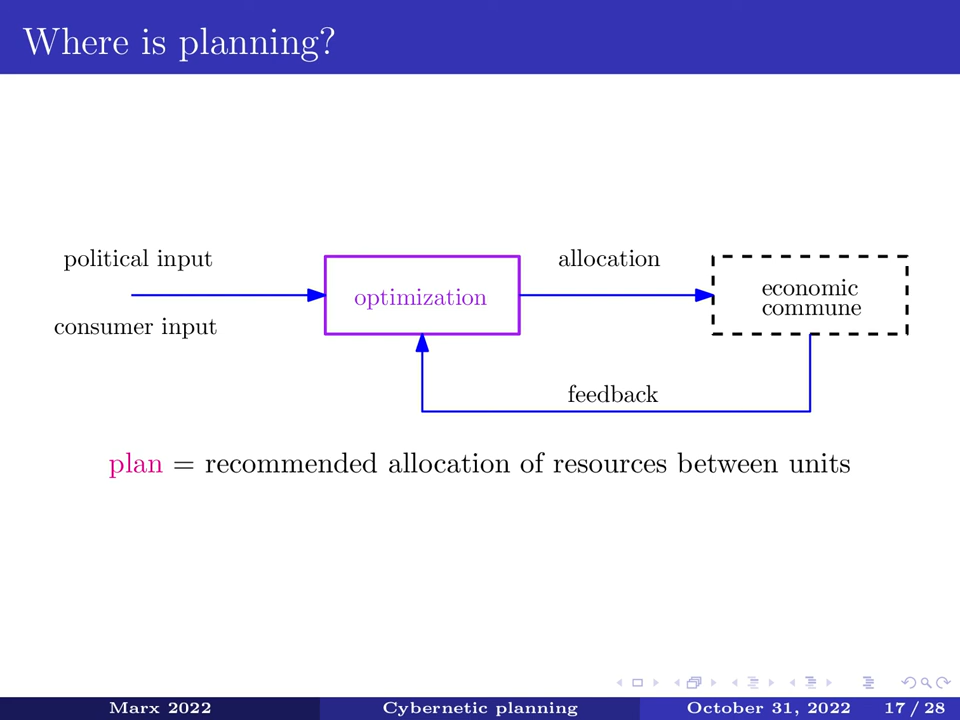 Where is planning?
political input
consumer input
optimization
allocation
economic
commune
feedback
plan = recommended allocation of resources between units
Marx 2022
Cybernetic planning
October 31, 2022
17 / 28